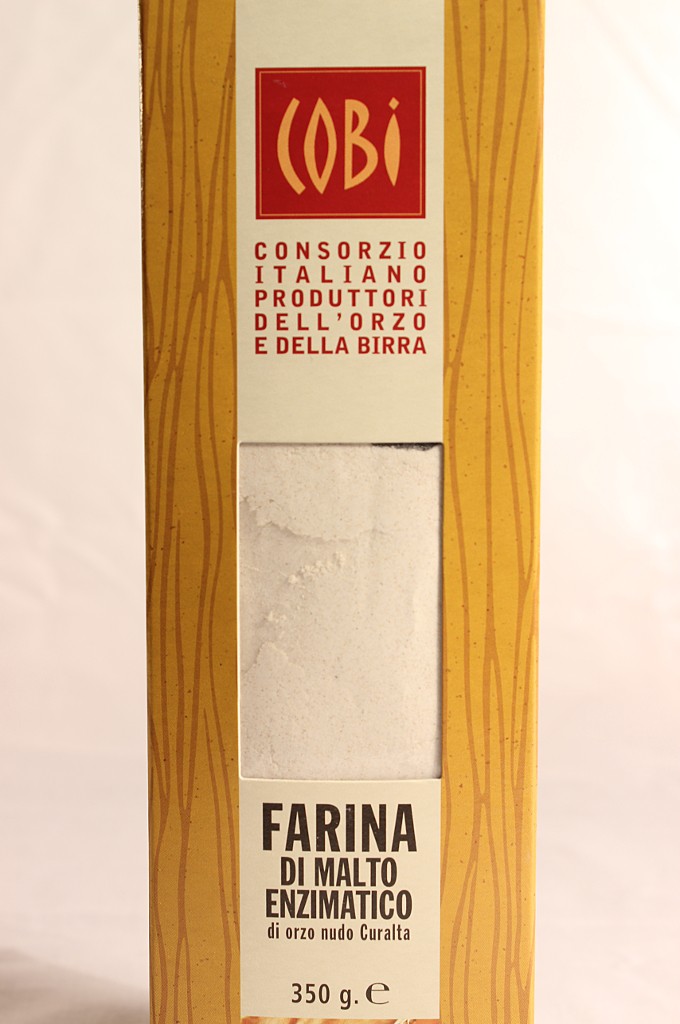 COBi
CONSORZIO
ITALIANO
PRODUTTORI
DELL'ORZO
E DELLA BIRRA
FARINA
DI MALTO
ENZIMATICO
di orzo nudo Curalta
350 g. ℮